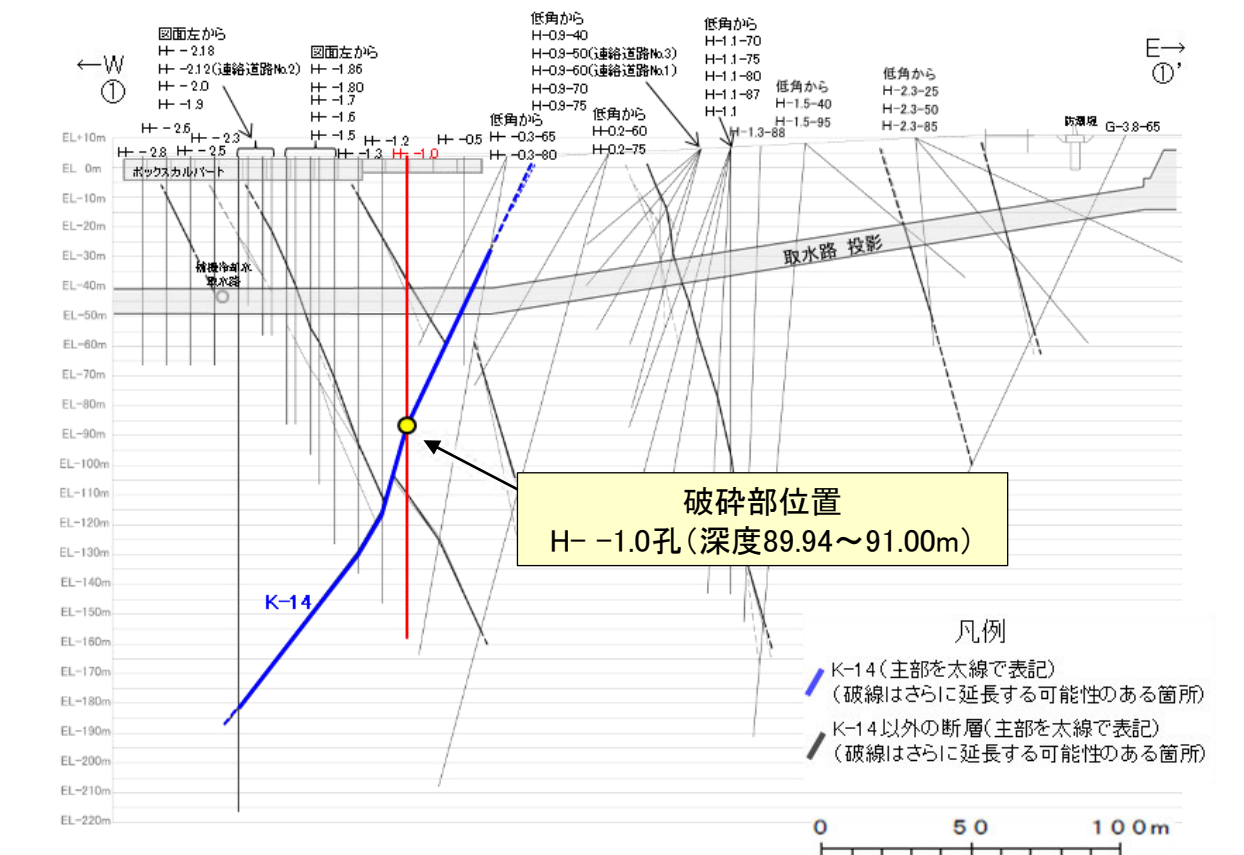 ←W
①
図面左から
H- -2.18
H- -2.12(連絡道路No.2)
H- -2.0
H- -1.9
図面左から
H- -1.86
H- -1.80
H- -1.7
H- -1.6
H- -1.5
低角から
H-0.9-40
H-0.9-50(連絡道路No.3)
H-0.9-60(連絡道路No.1)
H-0.9-70
H-0.9-75
低角から
H-1.1-70
H-1.1-75
H-1.1-80
H-1.1-87
H-1.1
低角から
H-1.5-40
H-1.5-95
低角から
H-2.3-25
H-2.3-50
H-2.3-85
E→
①’
低角から
H- -0.3-65
H- -0.3-80
低角から
H-0.2-60
H-0.2-75
H-1.3-88
防潮堤
G-3.8-65
H- -2.6
H- -2.3
H- -2.8
H- -2.5
H- -1.2
H- -0.5
H- -1.3
H- -1.0
ボックスカルバート
補機冷却水
取水路
取水路 投影
EL+10m
EL 0m
EL-10m
EL-20m
EL-30m
EL-40m
EL-50m
EL-60m
EL-70m
EL-80m
EL-90m
EL-100m
EL-110m
EL-120m
EL-130m
EL-140m
EL-150m
EL-160m
EL-170m
EL-180m
EL-190m
EL-200m
EL-210m
EL-220m
破砕部位置
H- -1.0孔(深度89.94～91.00m)
K-14
凡例
K-14(主部を太線で表記)
(破線はさらに延長する可能性のある箇所)
K-14以外の断層(主部を太線で表記)
(破線はさらに延長する可能性のある箇所)
0 50 100m